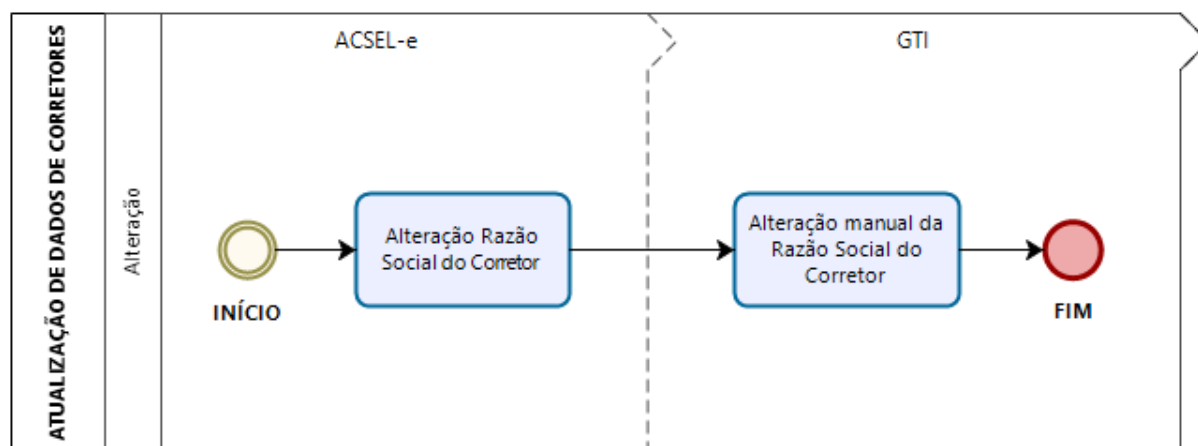 ATUALIZAÇÃO DE DADOS DE CORRETORES
Alteração
ACSEL-e
GTI
INÍCIO
Alteração Razão
Social do Corretor
Alteração manual da
Razão Social do
Corretor
FIM